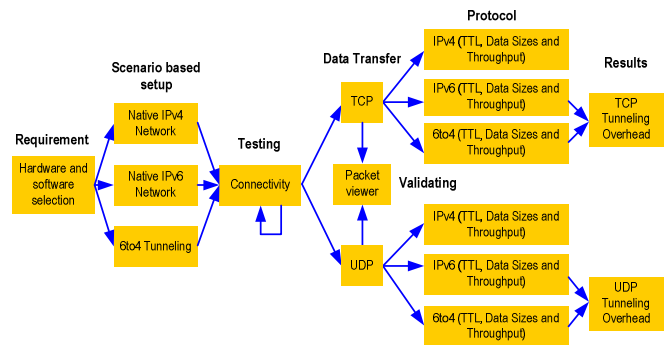 Requirement
Hardware and
software
selection
Scenario based
setup
Native IPv4
Network
Native IPv6
Network
6to4 Tunneling
Testing
Connectivity
Data Transfer
TCP
Packet
viewer
Validating
UDP
Protocol
IPv4 (TTL, Data Sizes and
Throughput)
IPv6 (TTL, Data Sizes and
Throughput)
6to4 (TTL, Data Sizes and
Throughput)
IPv4 (TTL, Data Sizes and
Throughput)
IPv6 (TTL, Data Sizes and
Throughput)
6to4 (TTL, Data Sizes and
Throughput)
Results
TCP
Tunneling
Overhead
UDP
Tunneling
Overhead